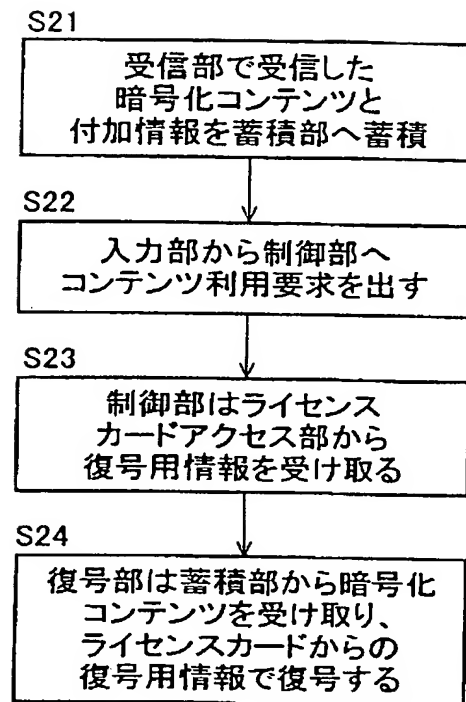 S21
受信部で受信した
暗号化コンテンツと
付加情報を蓄積部へ蓄積
S22
入力部から制御部へ
コンテンツ利用要求を出す
S23
制御部はライセンス
カードアクセス部から
復号用情報を受け取る
S24
復号部は蓄積部から暗号化
コンテンツを受け取り、
ライセンスカードからの
復号用情報で復号する